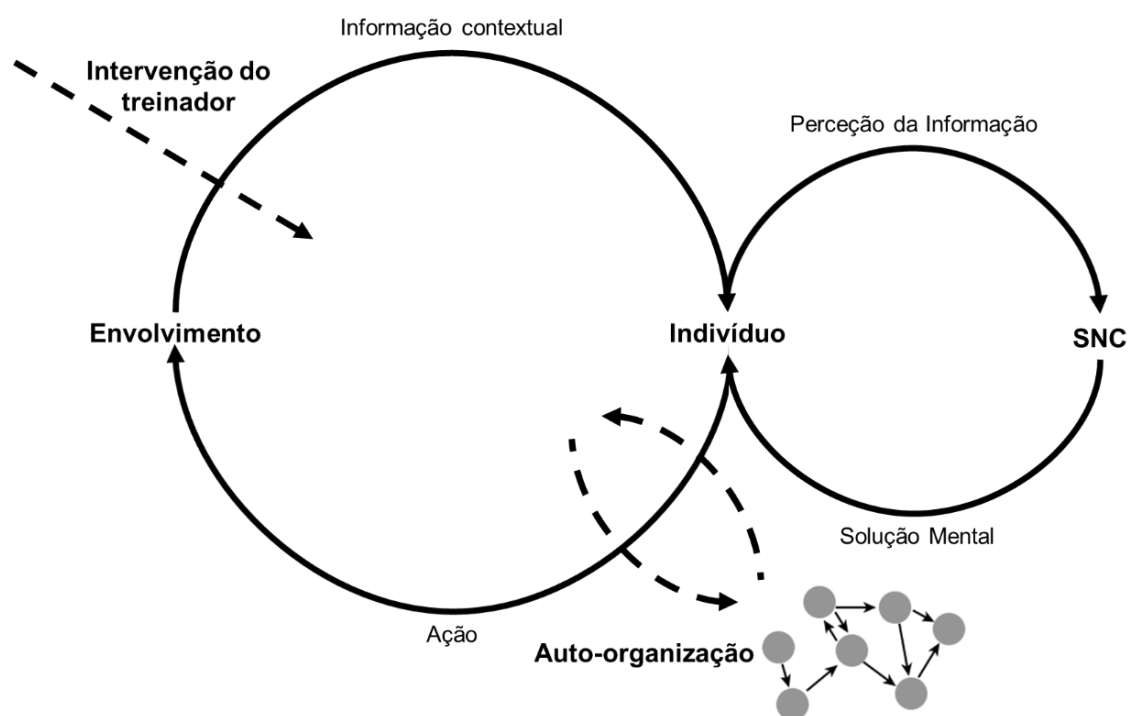 Informação contextual
Intervenção do
treinador
Perceção da Informação
Envolvimento
Indivíduo
SNC
Solução Mental
Ação
Auto-organização